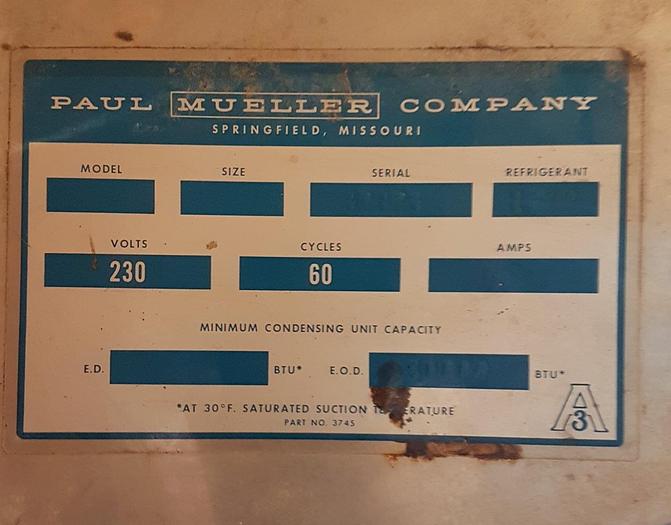 PAUL MUELLER COMPANY
SPRINGFIELD, MISSOURI
MODEL SIZE SERIAL REFRIGERANT
VOLTS CYCLES AMPS
230 60
MINIMUM CONDENSING UNIT CAPACITY
E.D. BTU* E.O.D. BTU*
*AT 30°F. SATURATED SUCTION
PART NO. 3745
A
3